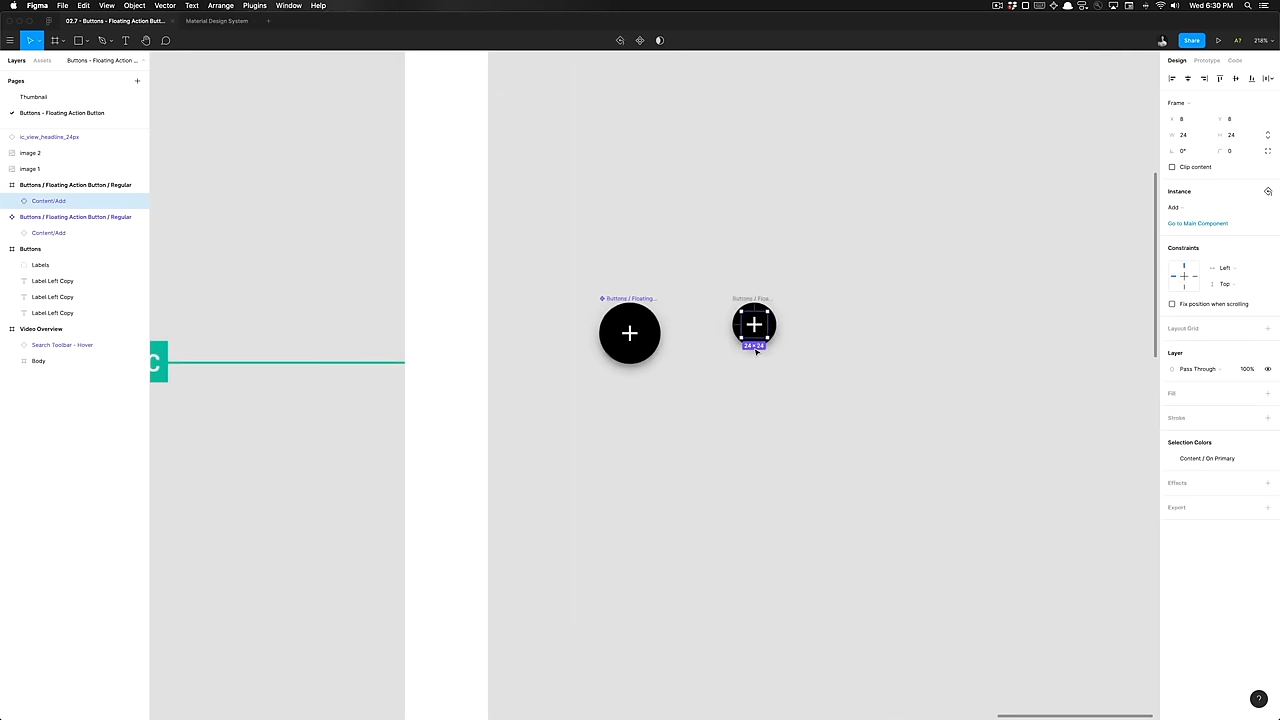 Figma File Edit View Object Vector Text Arrange Plugins Window Help
Wed 6:30 PM
02.7 - Buttons - Floating Action Butt...
Material Design System
Share
A?
218%
Layers Assets Buttons - Floating Action ...
Pages
Thumbnail
Buttons - Floating Action Button
ic_view_headline_24px
image 2
image 1
Buttons / Floating Action Button / Regular
Content/Add
Buttons / Floating Action Button / Regular
Content/Add
Buttons
Labels
Label Left Copy
Label Left Copy
Label Left Copy
Video Overview
Search Toolbar - Hover
Body
C
Buttons / Floating...
Buttons / Floa...
24 × 24
Design Prototype Code
Frame
X 8 Y 8
W 24 H 24
0° 0
Clip content
Instance
Add
Go to Main Component
Constraints
Left
Top
Fix position when scrolling
Layout Grid
Layer
Pass Through 100%
Fill
Stroke
Selection Colors
Content / On Primary
Effects
Export
?